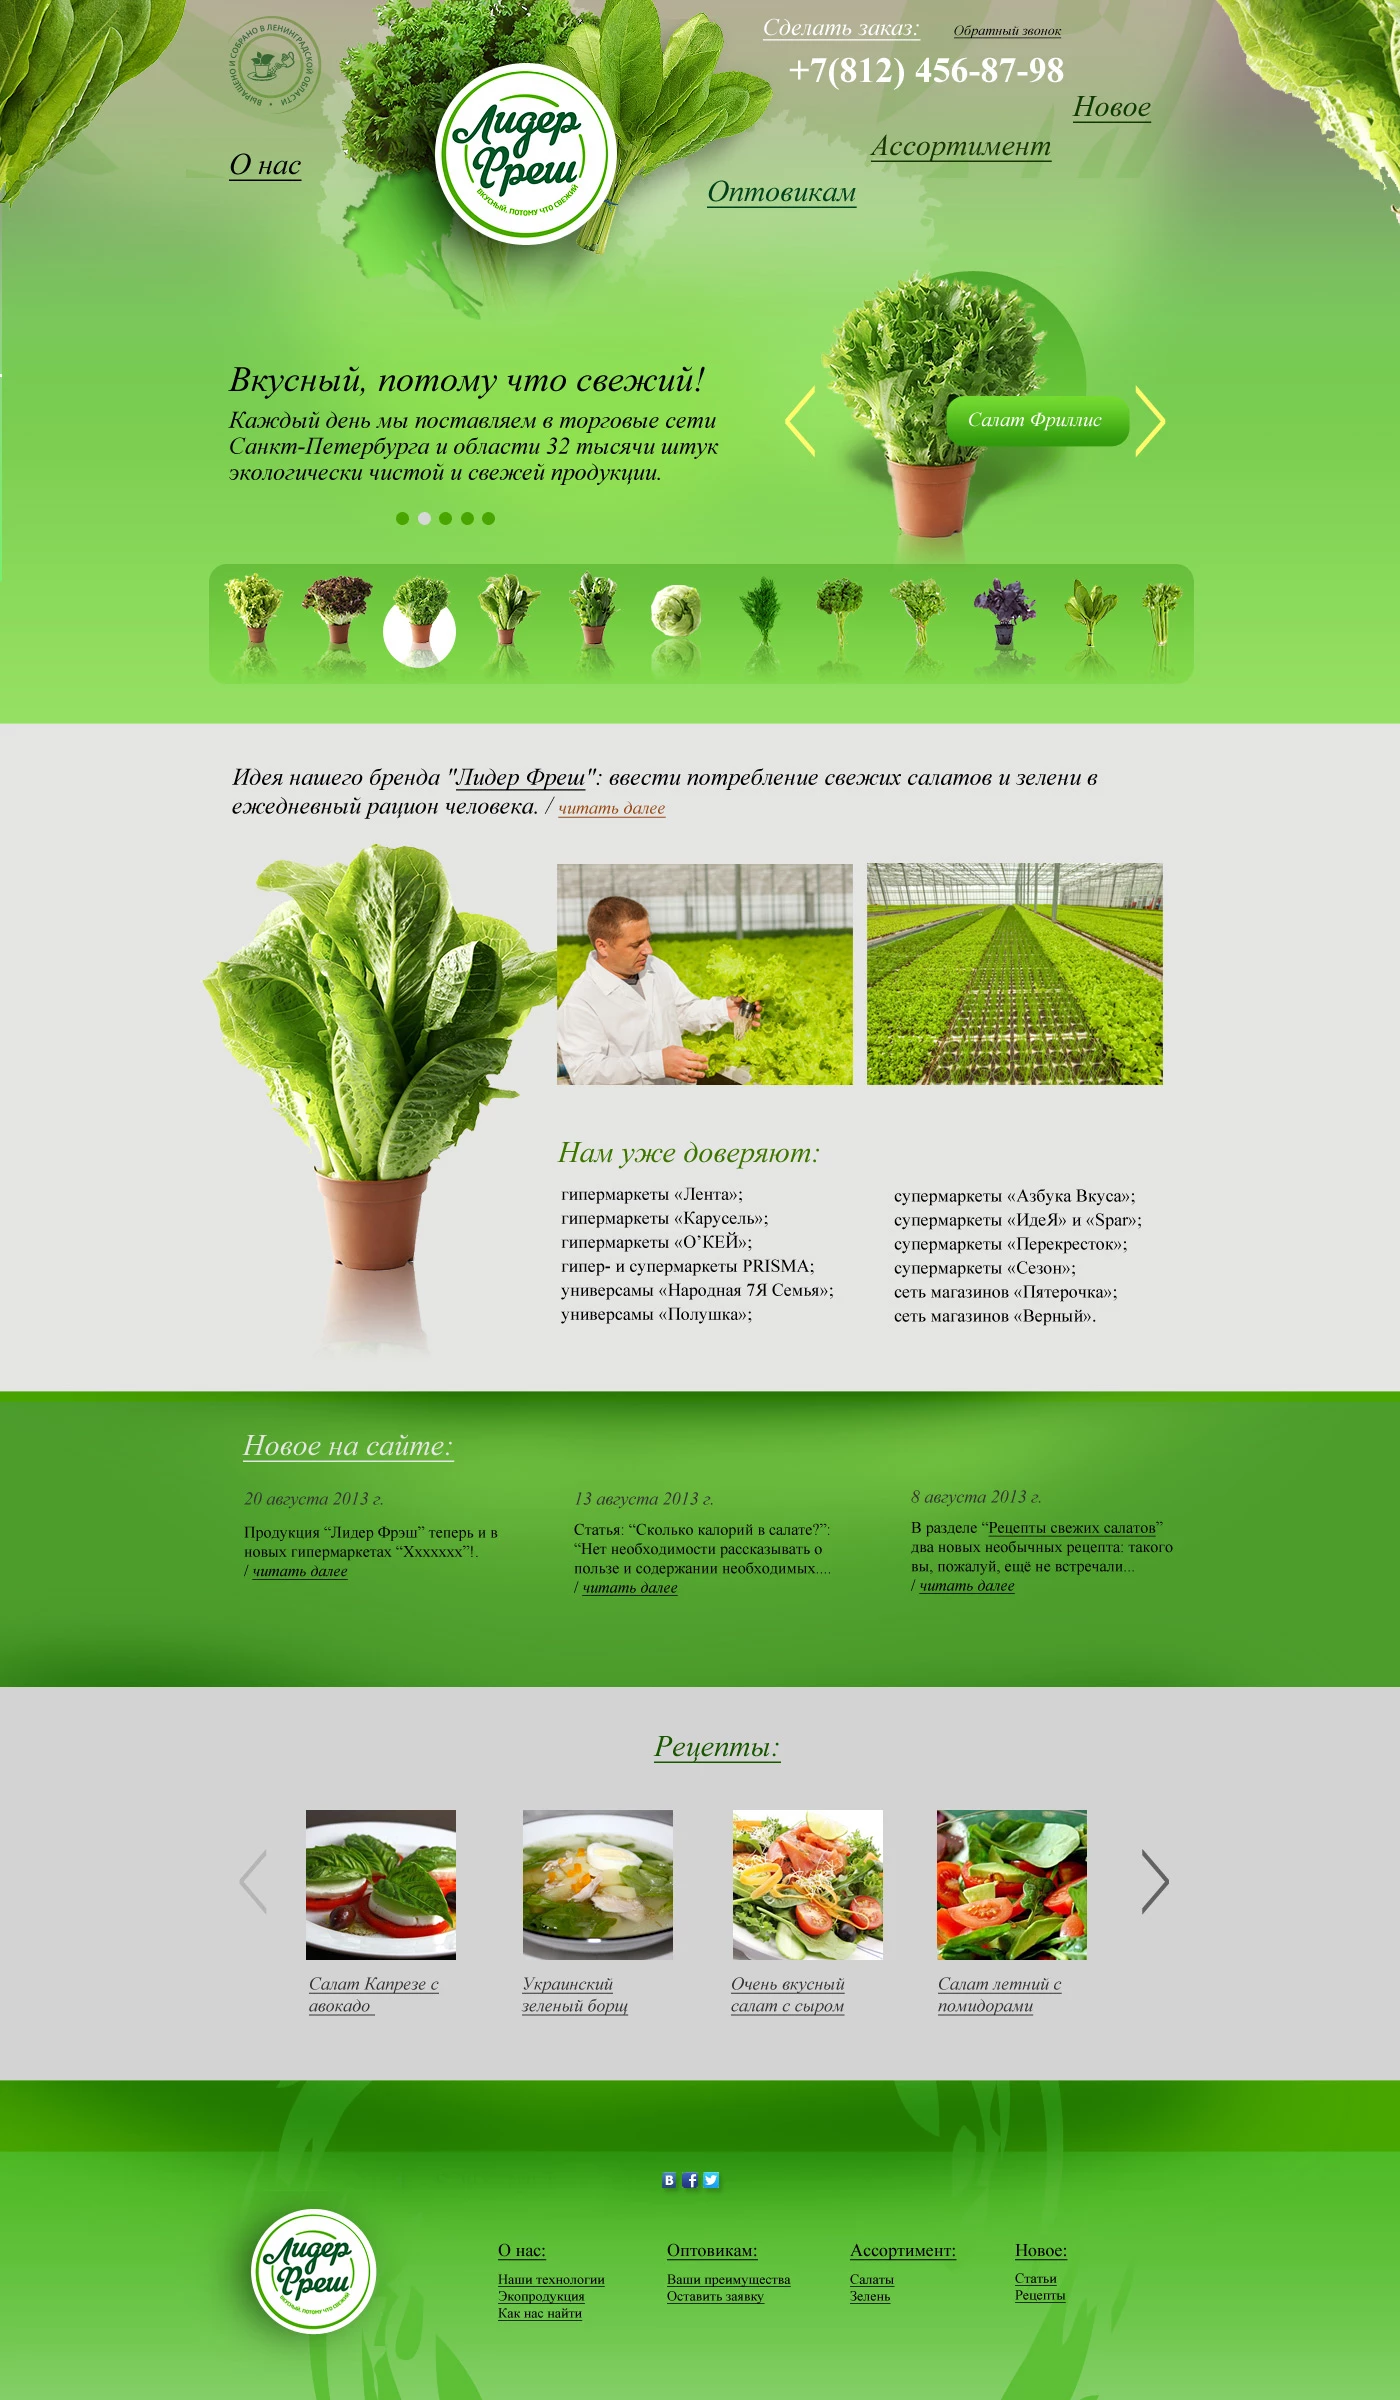 ВЫРАЩЕНО И СОБРАНО В ЛЕНИНГРАДСКОЙ ОБЛАСТИ
Сделать заказ:
Обратный звонок
+7(812) 456-87-98
Новое
Ассортимент
Оптовикам
О нас
Лидер
Фреш
ВКУСНЫЙ, ПОТОМУ ЧТО СВЕЖИЙ
Вкусный, потому что свежий!
Каждый день мы поставляем в торговые сети
Санкт-Петербурга и области 32 тысячи штук
экологически чистой и свежей продукции.
Салат Фриллис
Идея нашего бренда "Лидер Фреш": ввести потребление свежих салатов и зелени в
ежедневный рацион человека. / читать далее
Нам уже доверяют:
гипермаркеты «Лента»;
гипермаркеты «Карусель»;
гипермаркеты «О’КЕЙ»;
гипер- и супермаркеты PRISMA;
универсамы «Народная 7Я Семья»;
универсамы «Полушка»;
супермаркеты «Азбука Вкуса»;
супермаркеты «ИдеЯ» и «Spar»;
супермаркеты «Перекресток»;
супермаркеты «Сезон»;
сеть магазинов «Пятерочка»;
сеть магазинов «Верный».
Новое на сайте:
20 августа 2013 г.
Продукция “Лидер Фрэш” теперь и в
новых гипермаркетах “Ххххххх”!.
/ читать далее
13 августа 2013 г.
Статья: “Сколько калорий в салате?”:
“Нет необходимости рассказывать о
пользе и содержании необходимых....
/ читать далее
8 августа 2013 г.
В разделе “Рецепты свежих салатов”
два новых необычных рецепта: такого
вы, пожалуй, ещё не встречали...
/ читать далее
Рецепты:
Салат Капрезе с
авокадо
Украинский
зеленый борщ
Очень вкусный
салат с сыром
Салат летний с
помидорами
Лидер
Фреш
ВКУСНЫЙ, ПОТОМУ ЧТО СВЕЖИЙ
О нас:
Наши технологии
Экопродукция
Как нас найти
Оптовикам:
Ваши преимущества
Оставить заявку
Ассортимент:
Салаты
Зелень
Новое:
Статьи
Рецепты